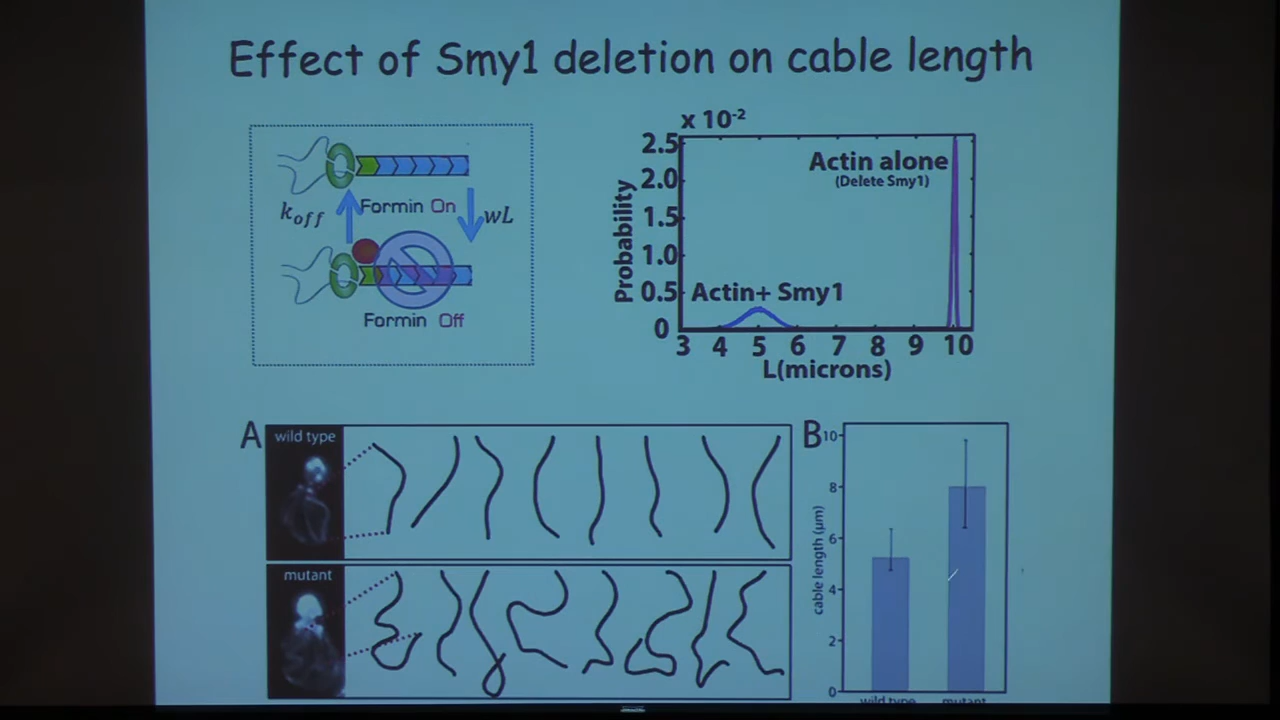 Effect of Smy1 deletion on cable length
k_off
Formin On
wL
Formin Off
x 10⁻²
2.5
2.0
1.5
1.0
0.5
0
Probability
Actin alone
(Delete Smy1)
Actin+ Smy1
3 4 5 6 7 8 9 10
L(microns)
A
wild type
mutant
B
10
8
6
4
2
0
cable length (μm)
wild type mutant